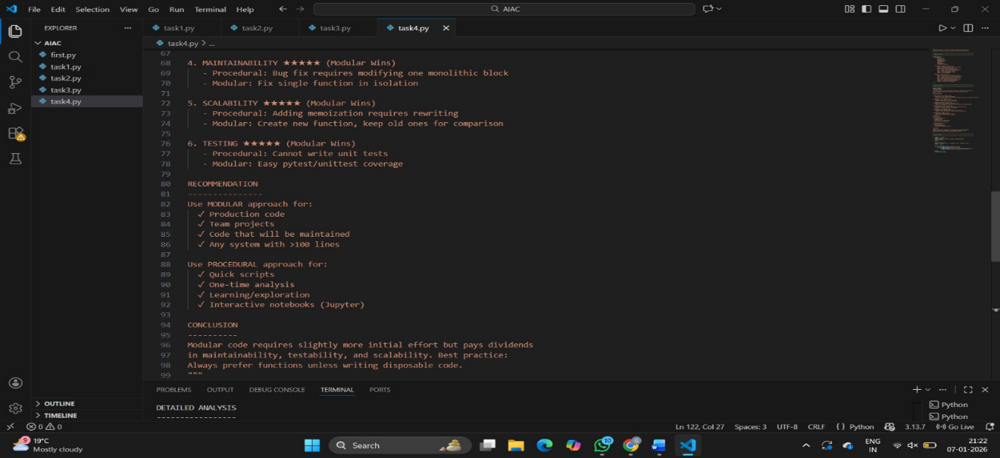 File Edit Selection View Go Run Terminal Help
AIAC
EXPLORER
AIAC
first.py
task1.py
task2.py
task3.py
task4.py
OUTLINE
TIMELINE
task1.py task2.py task3.py task4.py
task4.py > ...
67
68 4. MAINTAINABILITY ★★★★★ (Modular Wins)
69 - Procedural: Bug fix requires modifying one monolithic block
70 - Modular: Fix single function in isolation
71
72 5. SCALABILITY ★★★★★ (Modular Wins)
73 - Procedural: Adding memoization requires rewriting
74 - Modular: Create new function, keep old ones for comparison
75
76 6. TESTING ★★★★★ (Modular Wins)
77 - Procedural: Cannot write unit tests
78 - Modular: Easy pytest/unittest coverage
79
80 RECOMMENDATION
81 ---------------
82 Use MODULAR approach for:
83 ✓ Production code
84 ✓ Team projects
85 ✓ Code that will be maintained
86 ✓ Any system with >100 lines
87
88 Use PROCEDURAL approach for:
89 ✓ Quick scripts
90 ✓ One-time analysis
91 ✓ Learning/exploration
92 ✓ Interactive notebooks (Jupyter)
93
94 CONCLUSION
95 ----------
96 Modular code requires slightly more initial effort but pays dividends
97 in maintainability, testability, and scalability. Best practice:
98 Always prefer functions unless writing disposable code.
99 """
PROBLEMS OUTPUT DEBUG CONSOLE TERMINAL PORTS
DETAILED ANALYSIS
-----------------
Python
Python
0 0
Ln 122, Col 27 Spaces: 3 UTF-8 CRLF { } Python 3.13.7 Go Live
9
19°C
Mostly cloudy
Search
10
ENG
IN
21:22
07-01-2026